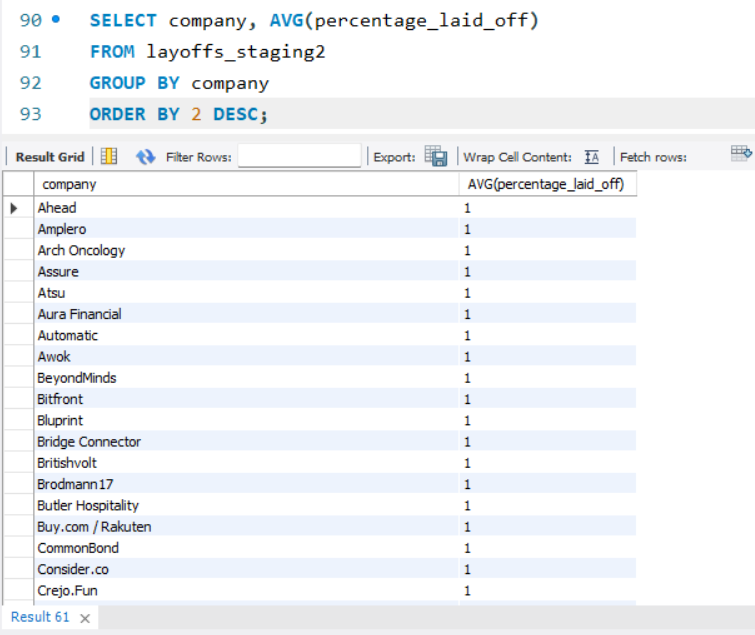 90 SELECT company, AVG(percentage_laid_off)
91 FROM layoffs_staging2
92 GROUP BY company
93 ORDER BY 2 DESC;
Result Grid Filter Rows: Export: Wrap Cell Content: IA Fetch rows:
company AVG(percentage_laid_off)
Ahead 1
Amplero 1
Arch Oncology 1
Assure 1
Atsu 1
Aura Financial 1
Automatic 1
Awok 1
BeyondMinds 1
Bitfront 1
Bluprint 1
Bridge Connector 1
Britishvolt 1
Brodmann17 1
Butler Hospitality 1
Buy.com / Rakuten 1
CommonBond 1
Consider.co 1
Crejo.Fun 1
Result 61